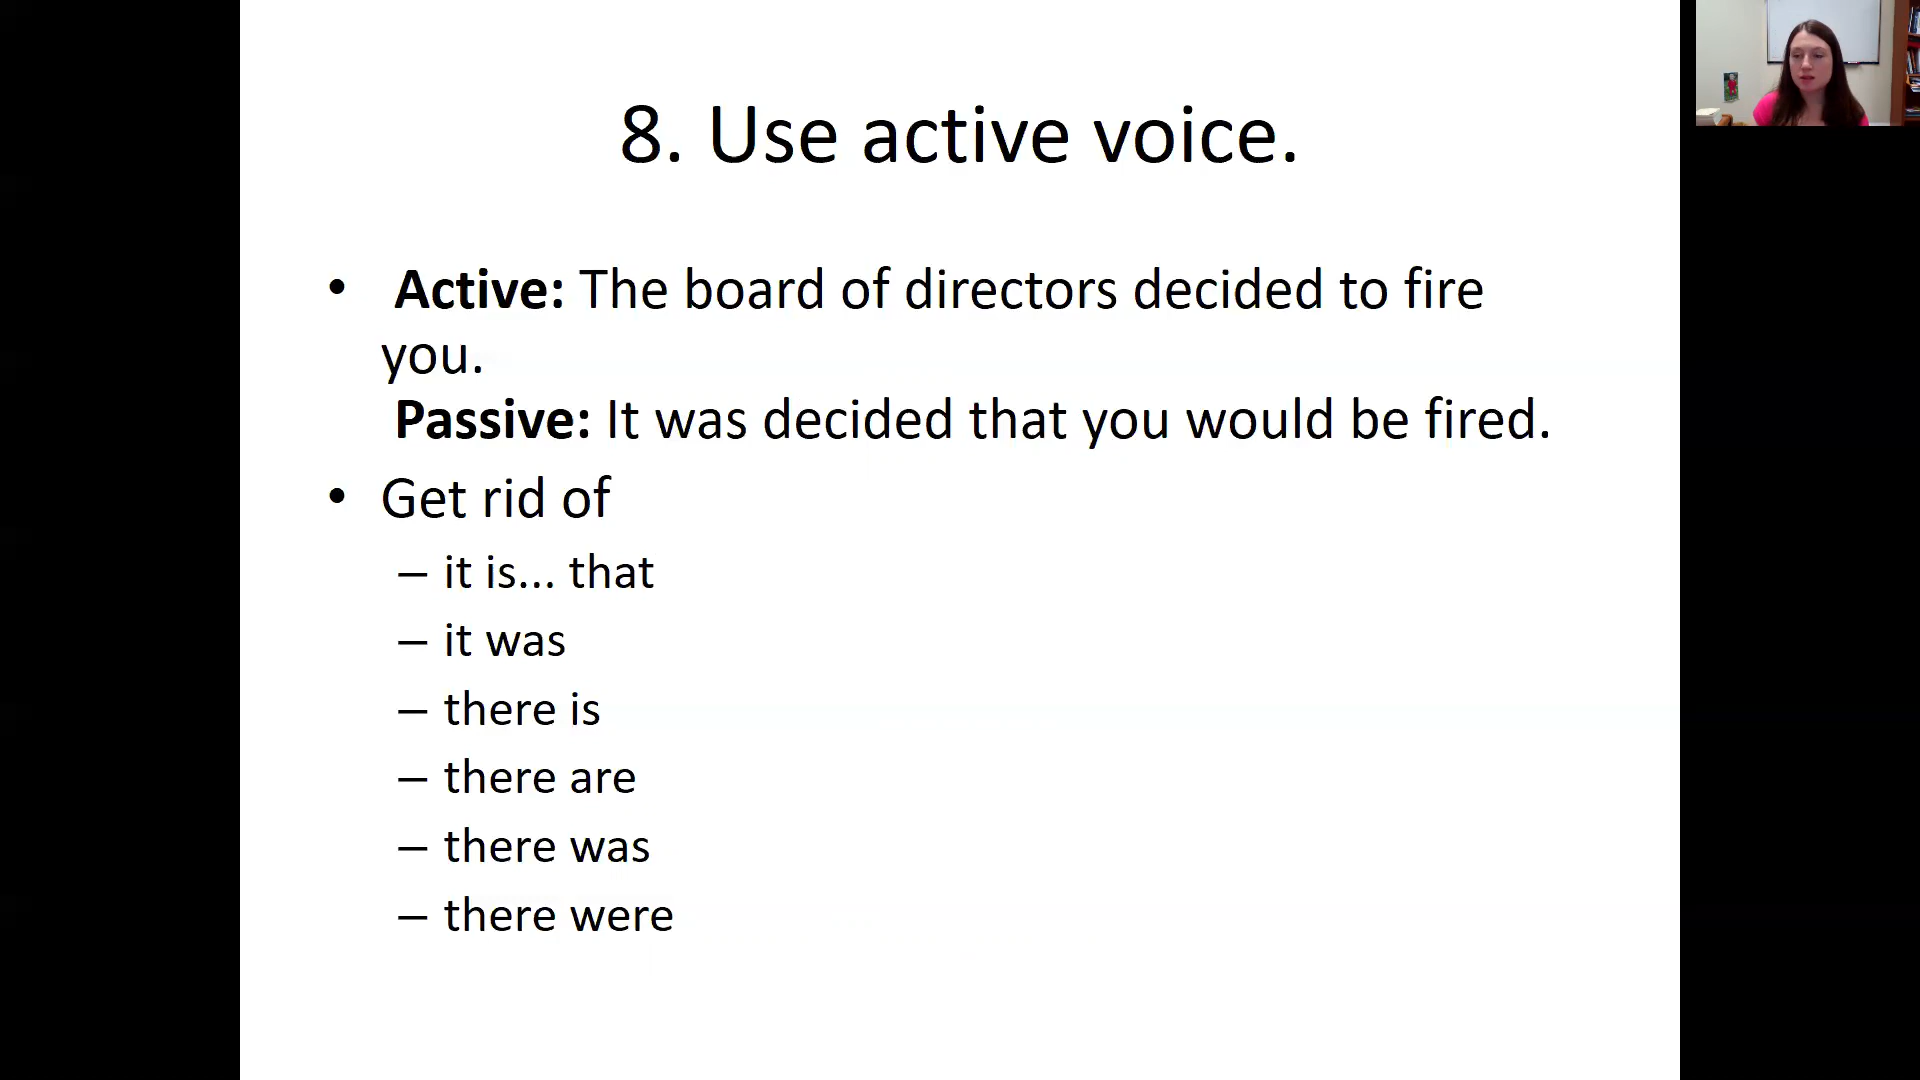 8. Use active voice.
• Active: The board of directors decided to fire
you.
Passive: It was decided that you would be fired.
• Get rid of
– it is... that
– it was
– there is
– there are
– there was
– there were